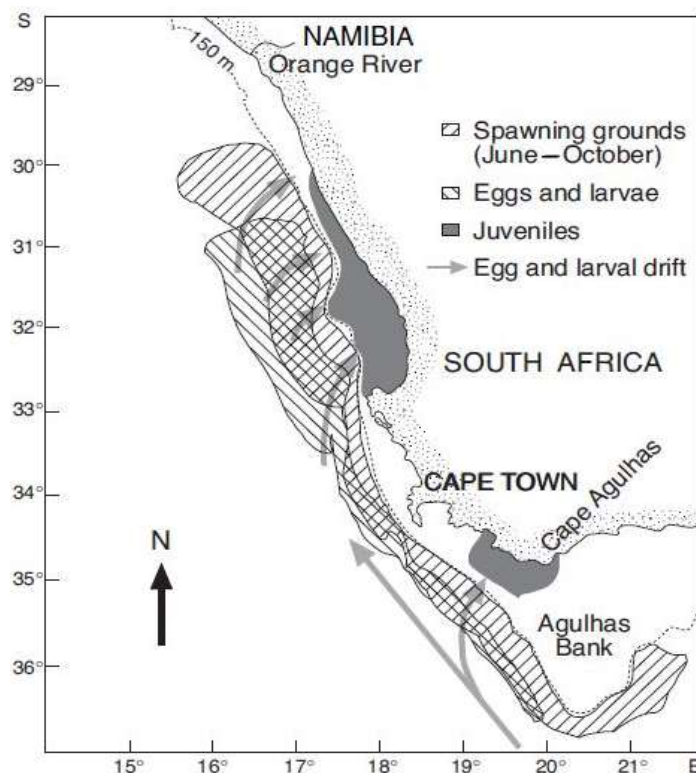 S
NAMIBIA
Orange River
150 m
29°
30°
31°
32°
33°
34°
35°
36°
Spawning grounds
(June–October)
Eggs and larvae
Juveniles
Egg and larval drift
SOUTH AFRICA
CAPE TOWN
Cape Agulhas
N
Agulhas
Bank
15° 16° 17° 18° 19° 20° 21° E